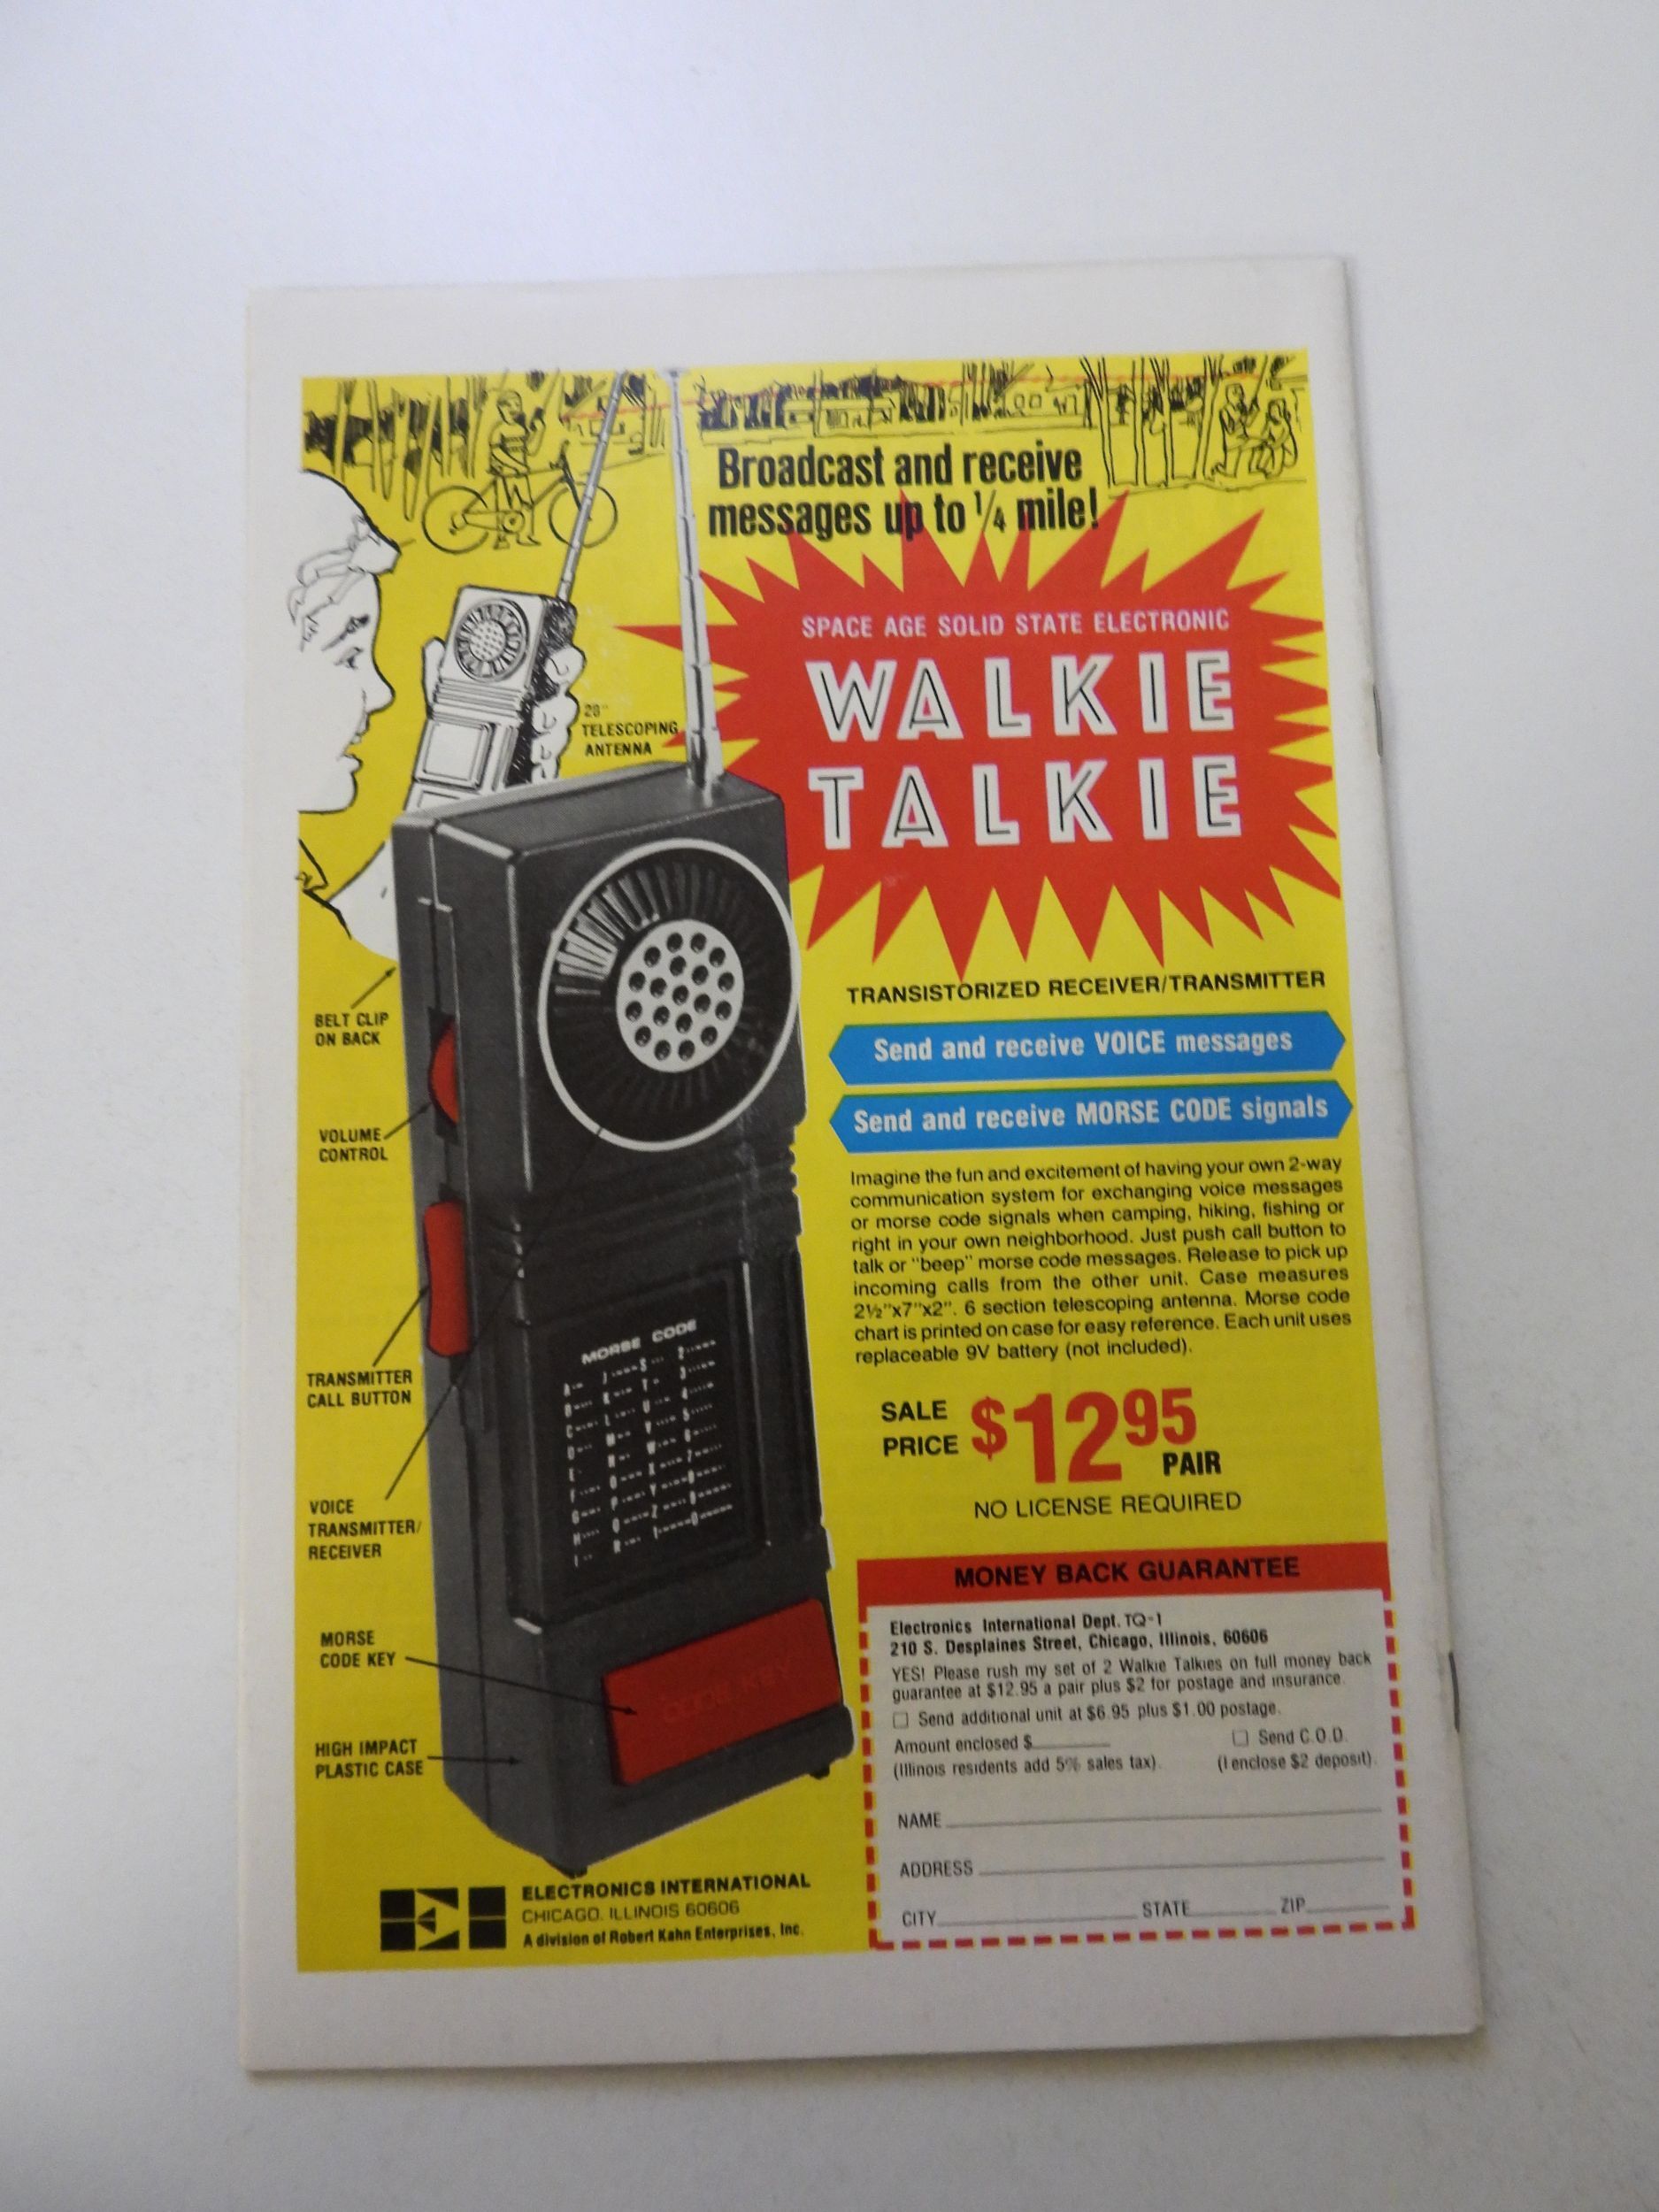 Broadcast and receive
messages up to 1/4 mile!
SPACE AGE SOLID STATE ELECTRONIC
WALKIE
TALKIE
TELESCOPING
ANTENNA
BELT CLIP
ON BACK
VOLUME
CONTROL
TRANSMITTER
CALL BUTTON
VOICE
TRANSMITTER/
RECEIVER
MORSE
CODE KEY
HIGH IMPACT
PLASTIC CASE
MORSE CODE
CODE KEY
TRANSISTORIZED RECEIVER/TRANSMITTER
Send and receive VOICE messages
Send and receive MORSE CODE signals
Imagine the fun and excitement of having your own 2-way
communication system for exchanging voice messages
or morse code signals when camping, hiking, fishing or
right in your own neighborhood. Just push call button to
talk or "beep" morse code messages. Release to pick up
incoming calls from the other unit. Case measures
2½"x7"x2". 6 section telescoping antenna. Morse code
chart is printed on case for easy reference. Each unit uses
replaceable 9V battery (not included).
SALE
PRICE $12 95
PAIR
NO LICENSE REQUIRED
MONEY BACK GUARANTEE
Electronics International Dept. TQ-1
210 S. Desplaines Street, Chicago, Illinois, 60606
YES! Please rush my set of 2 Walkie Talkies on full money back
guarantee at $12.95 a pair plus $2 for postage and insurance.
☐ Send additional unit at $6.95 plus $1.00 postage.
Amount enclosed $ ☐ Send C.O.D.
(Illinois residents add 5% sales tax). (I enclose $2 deposit).
NAME
ADDRESS
CITY STATE ZIP
ELECTRONICS INTERNATIONAL
CHICAGO, ILLINOIS 60606
A division of Robert Kahn Enterprises, Inc.